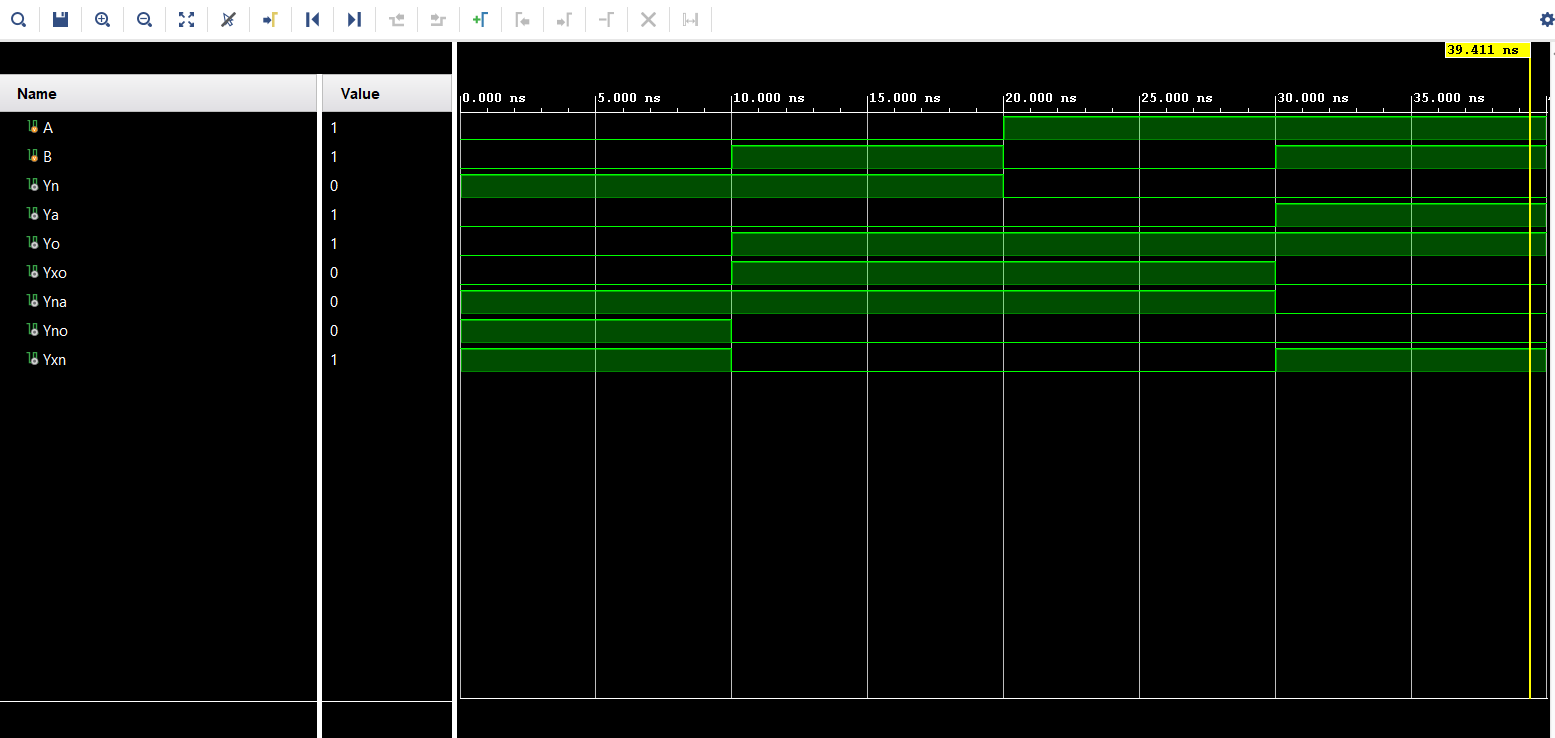 39.411 ns
Name Value
0.000 ns 5.000 ns 10.000 ns 15.000 ns 20.000 ns 25.000 ns 30.000 ns 35.000 ns
A 1
B 1
Yn 0
Ya 1
Yo 1
Yxo 0
Yna 0
Yno 0
Yxn 1